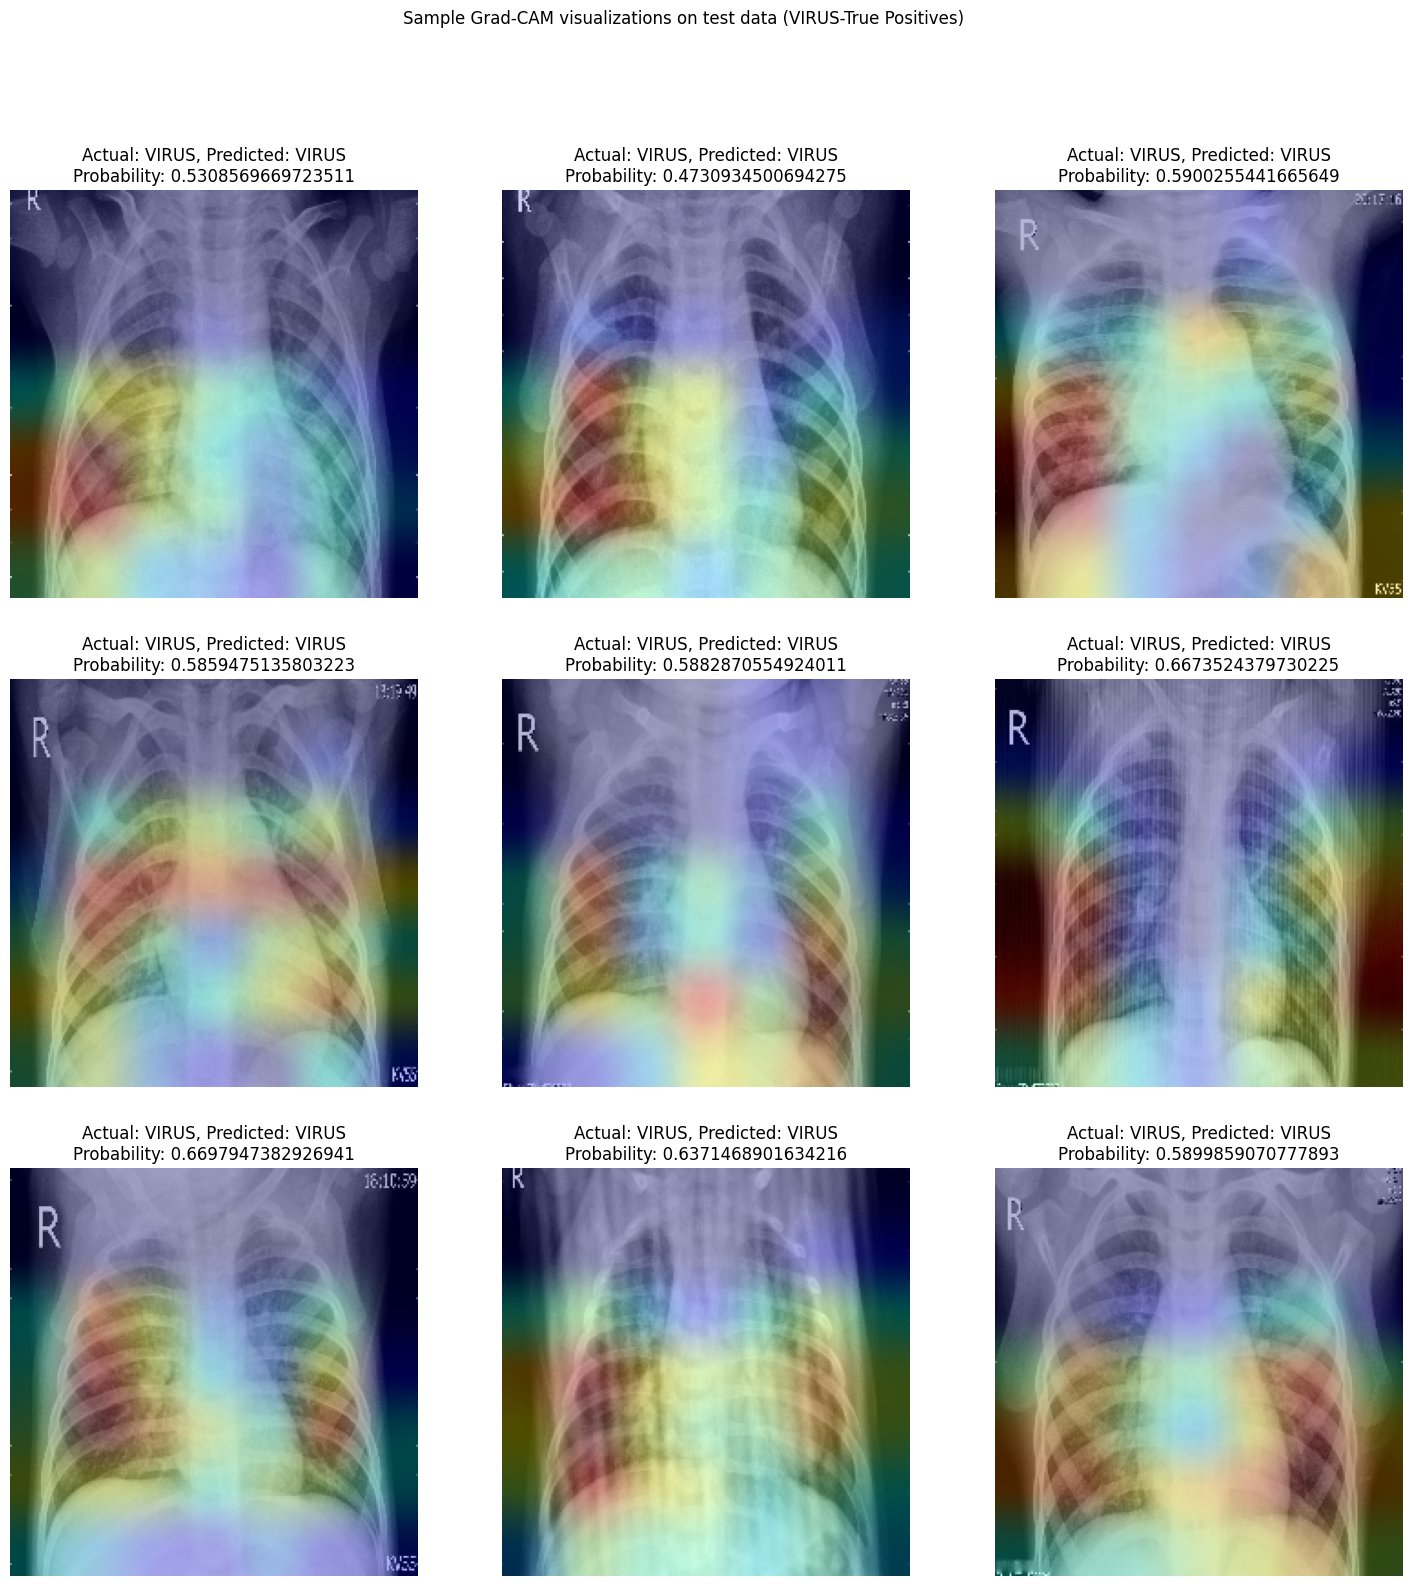 Sample Grad-CAM visualizations on test data (VIRUS-True Positives)
Actual: VIRUS, Predicted: VIRUS
Probability: 0.5308569669723511
R
Actual: VIRUS, Predicted: VIRUS
Probability: 0.4730934500694275
R
Actual: VIRUS, Predicted: VIRUS
Probability: 0.5900255441665649
R
Actual: VIRUS, Predicted: VIRUS
Probability: 0.5859475135803223
R
Actual: VIRUS, Predicted: VIRUS
Probability: 0.5882870554924011
R
Actual: VIRUS, Predicted: VIRUS
Probability: 0.6673524379730225
R
Actual: VIRUS, Predicted: VIRUS
Probability: 0.6697947382926941
R
Actual: VIRUS, Predicted: VIRUS
Probability: 0.6371468901634216
R
Actual: VIRUS, Predicted: VIRUS
Probability: 0.5899859070777893
R